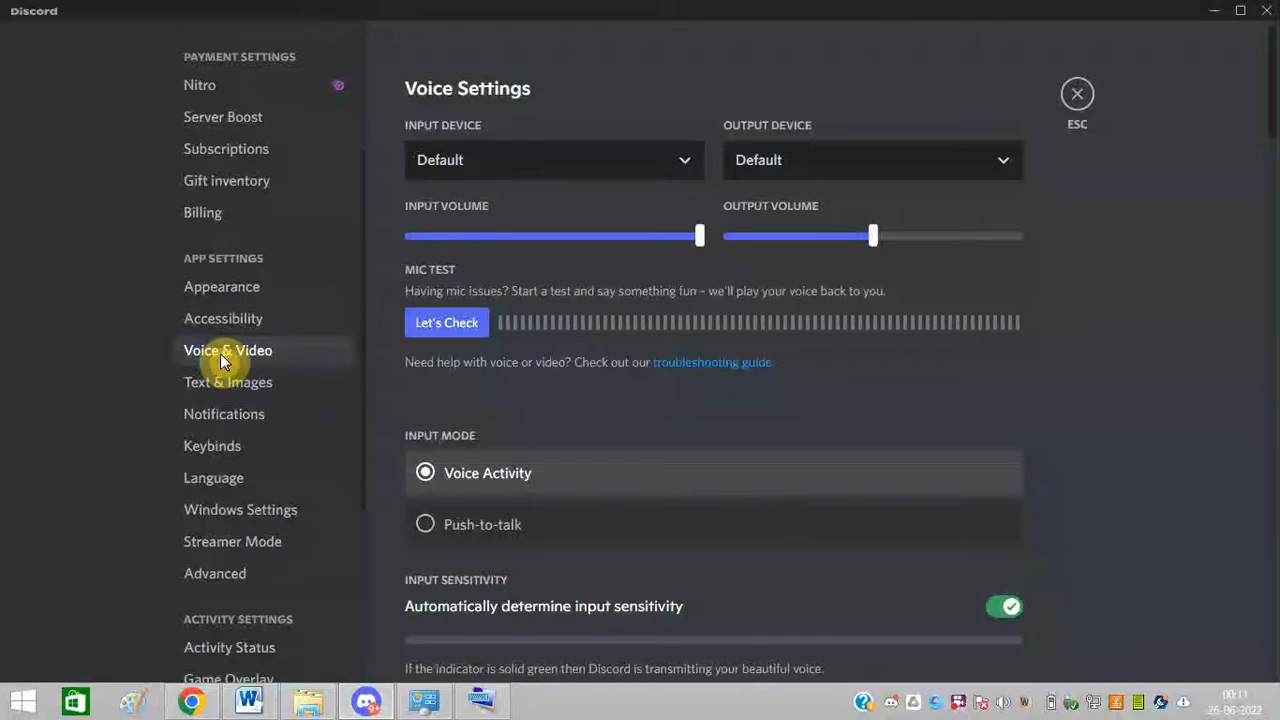 Discord
PAYMENT SETTINGS
Nitro
Server Boost
Subscriptions
Gift inventory
Billing
APP SETTINGS
Appearance
Accessibility
Voice & Video
Text & Images
Notifications
Keybinds
Language
Windows Settings
Streamer Mode
Advanced
ACTIVITY SETTINGS
Activity Status
Game Overlay
Voice Settings
ESC
INPUT DEVICE
OUTPUT DEVICE
Default
Default
INPUT VOLUME
OUTPUT VOLUME
MIC TEST
Having mic issues? Start a test and say something fun - we'll play your voice back to you.
Let's Check
Need help with voice or video? Check out our troubleshooting guide.
INPUT MODE
Voice Activity
Push-to-talk
INPUT SENSITIVITY
Automatically determine input sensitivity
If the indicator is solid green then Discord is transmitting your beautiful voice.
00:11
26-06-2022